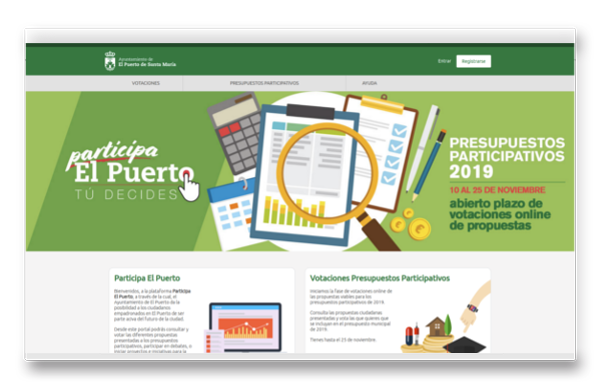 Ayuntamiento de
El Puerto de Santa María
Entrar
Registrarse
VOTACIONES
PRESUPUESTOS PARTICIPATIVOS
AYUDA
participa
El Puerto
TÚ DECIDES
PRESUPUESTOS
PARTICIPATIVOS
2019
10 AL 25 DE NOVIEMBRE
abierto plazo de
votaciones online
de propuestas
Participa El Puerto
Bienvenidos, a la plataforma Participa
El Puerto, a través de la cual, el
Ayuntamiento de El Puerto da la
posibilidad a los ciudadanos
empadronados en El Puerto de ser
parte activa del futuro de la ciudad.
Desde este portal podrás consultar y
votar las diferentes propuestas
presentadas a los presupuestos
participativos, participar en debates, o
iniciar proyectos e iniciativas para la
Votaciones Presupuestos Participativos
Iniciamos la fase de votaciones online de
las propuestas viables para los
presupuestos participativos de 2019.
Consulta las propuestas ciudadanas
presentadas y vota las que quieres que
se incluyan en el presupuesto municipal
de 2019.
Tienes hasta el 25 de noviembre